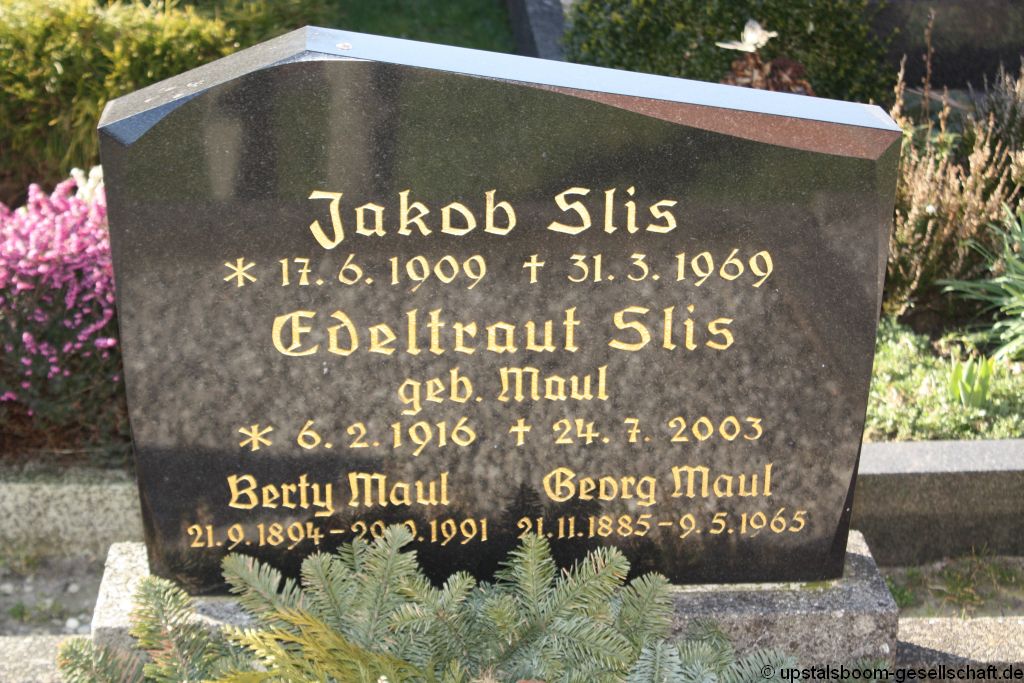 Jakob Slis
* 17. 6. 1909 † 31. 3. 1969
Edeltraut Slis
geb. Maul
* 6. 2. 1916 † 24. 7. 2003
Berty Maul
21.9.1894 - 1991
Georg Maul
21.11.1885 - 9.5.1965
© upstalsboom-gesellschaft.de